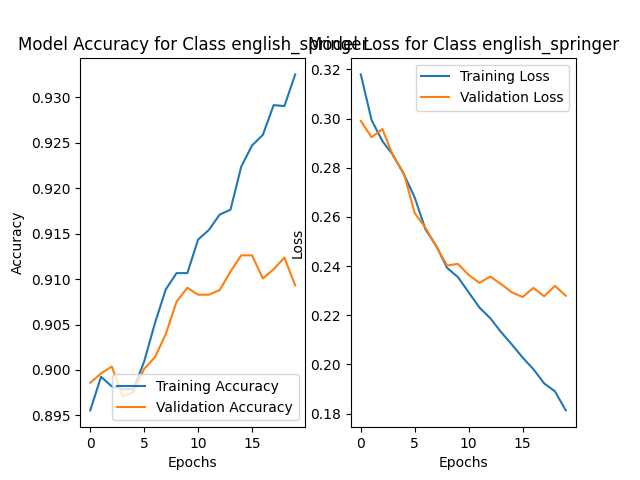 Model Accuracy for Class english_springer
Accuracy
0.930
0.925
0.920
0.915
0.910
0.905
0.900
0.895
0
5
10
15
Epochs
Training Accuracy
Validation Accuracy
Model Loss for Class english_springer
Loss
0.32
0.30
0.28
0.26
0.24
0.22
0.20
0.18
0
5
10
15
Epochs
Training Loss
Validation Loss